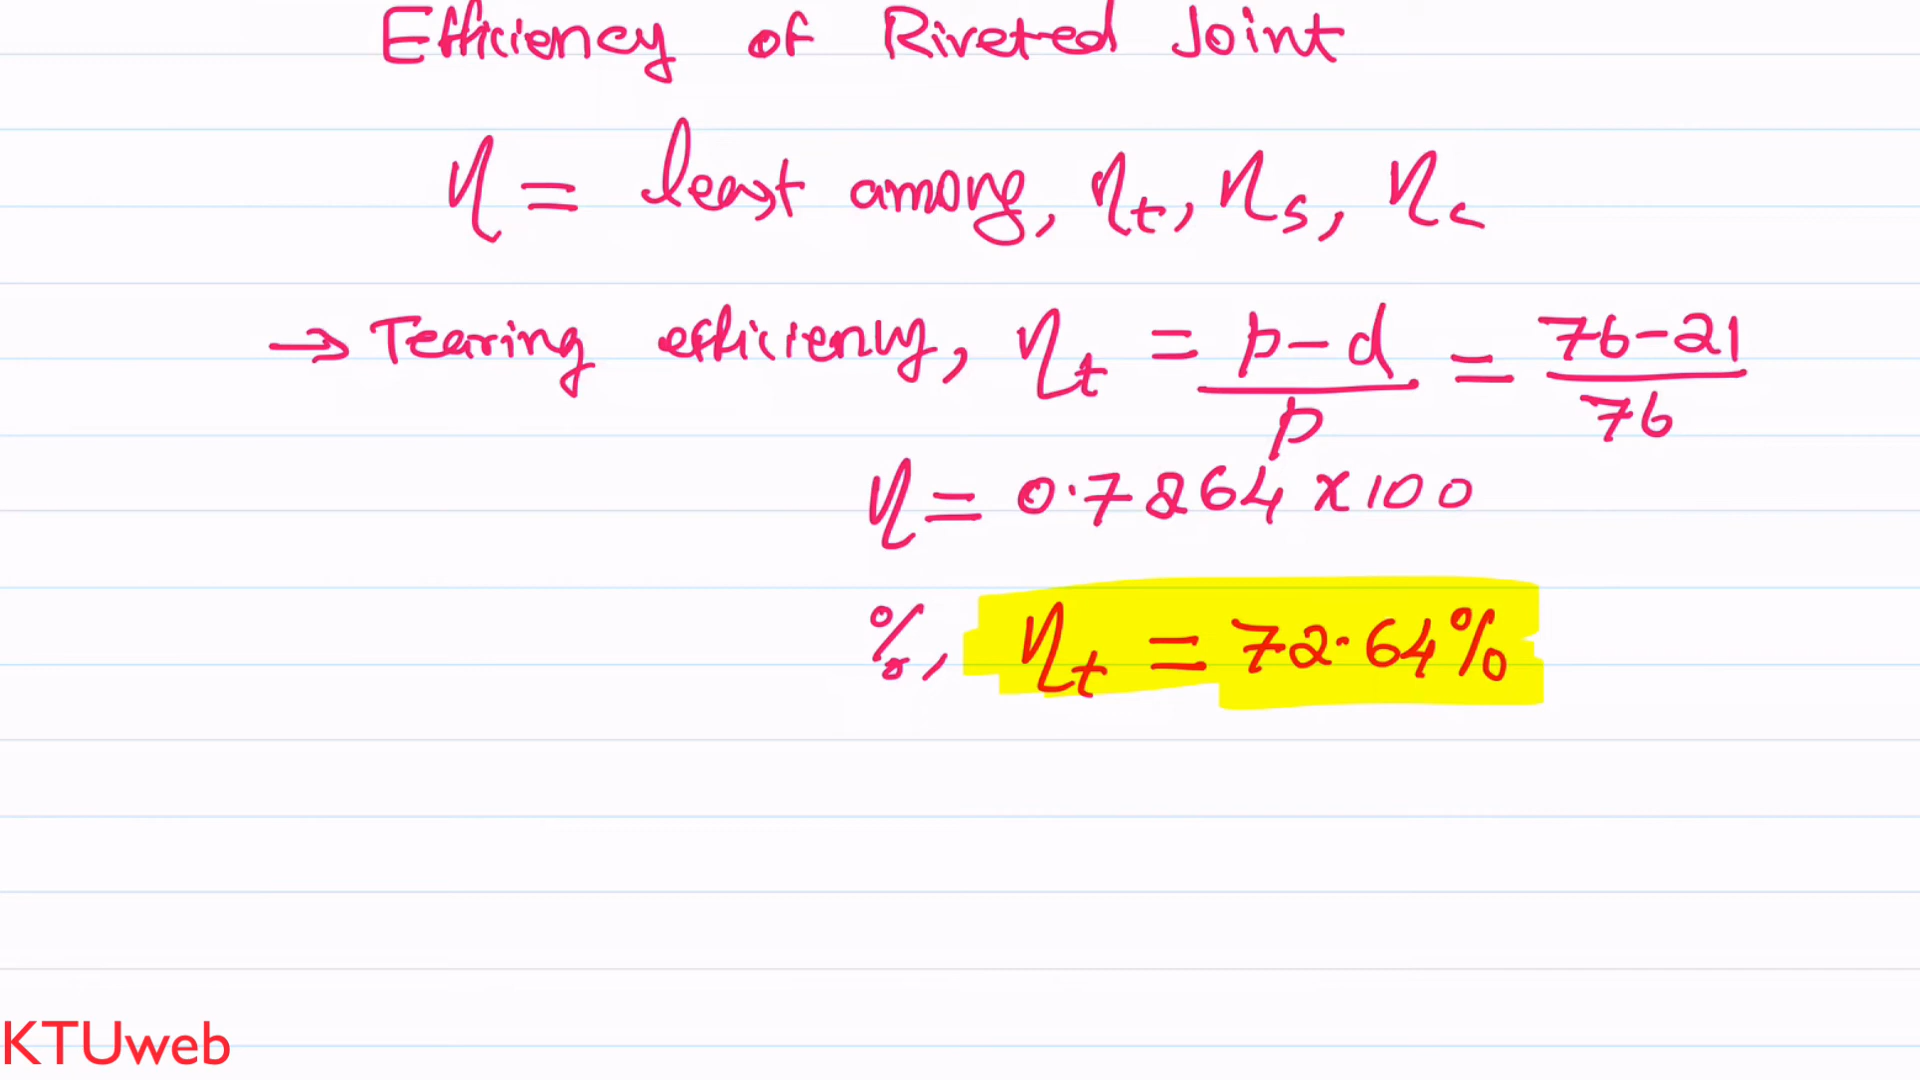 Efficiency of Riveted Joint
η = least among, ηt, ηs, ηc
→ Tearing efficiency, ηt = p-d/p = 76-21/76
η = 0.7264 x 100
%, ηt = 72.64%
KTUweb